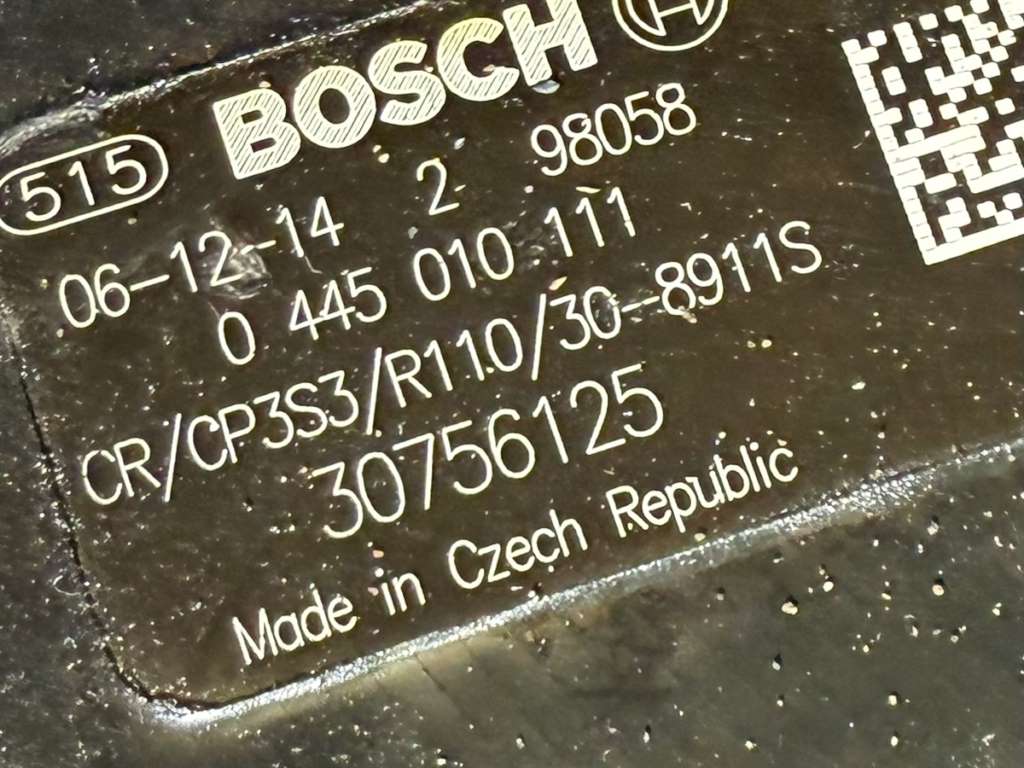 BOSCH
515
06-12-14 2 98058
0 445 010 111
CR/CP3S3/R110/30-8911S
30756125
Made in Czech Republic